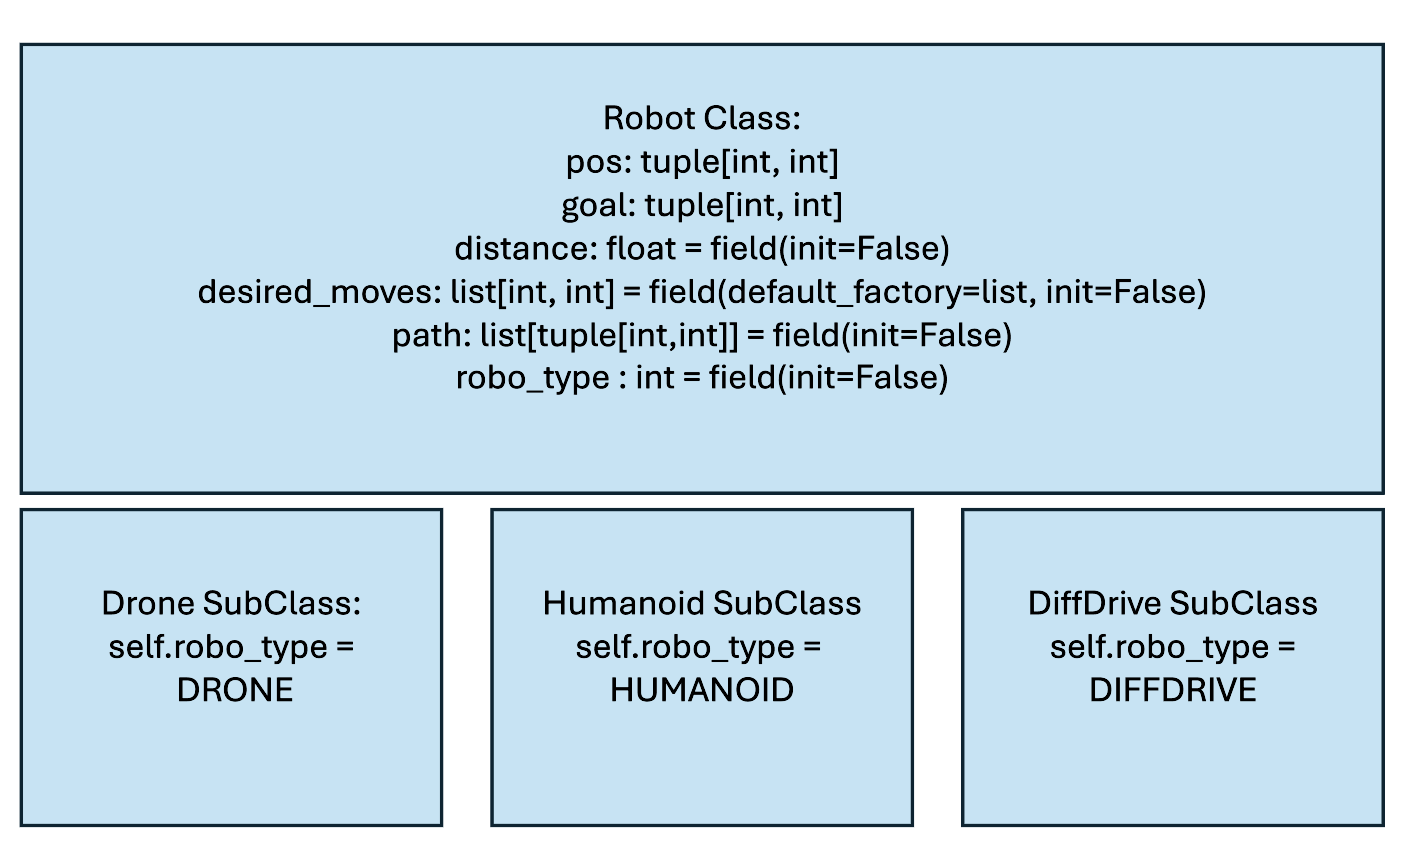 Robot Class:
pos: tuple[int, int]
goal: tuple[int, int]
distance: float = field(init=False)
desired_moves: list[int, int] = field(default_factory=list, init=False)
path: list[tuple[int,int]] = field(init=False)
robo_type : int = field(init=False)
Drone SubClass:
self.robo_type =
DRONE
Humanoid SubClass
self.robo_type =
HUMANOID
DiffDrive SubClass
self.robo_type =
DIFFDRIVE